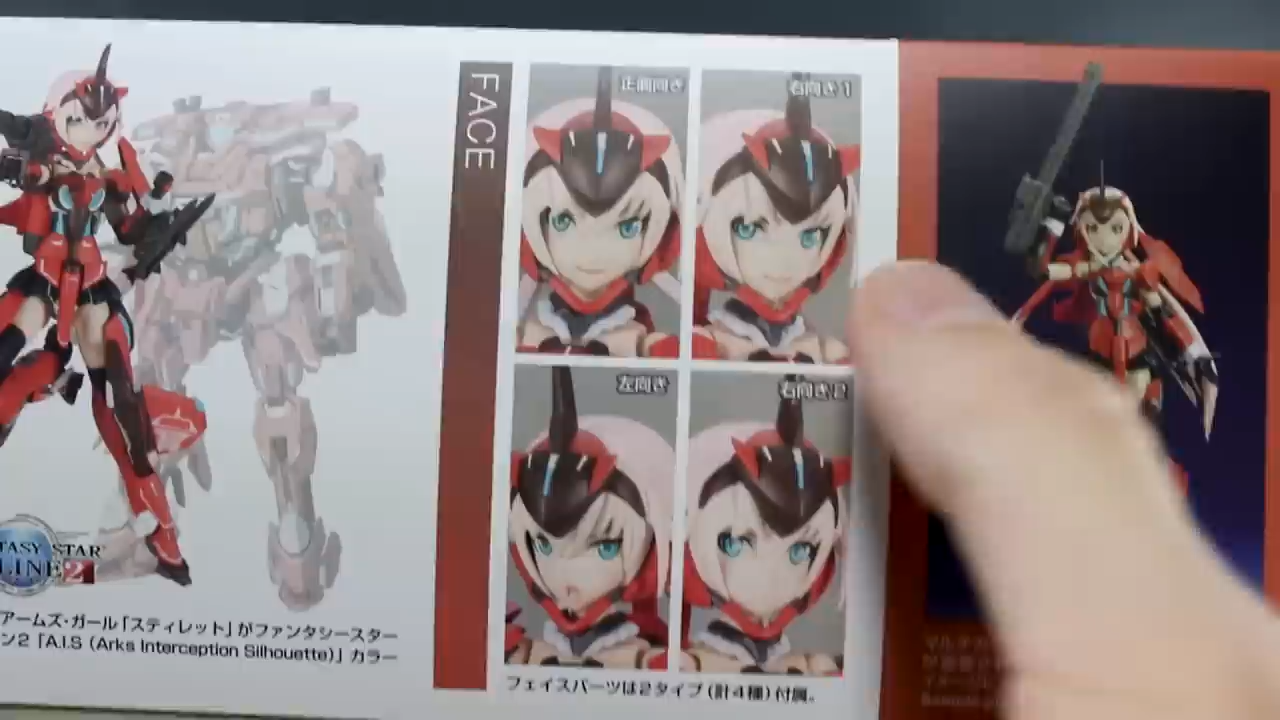 FACE
正面向き
右向き1
左向き
右向き2
TASY STAR
LINE 2
アームズ・ガール「スティレット」がファンタシースター
ン2「A.I.S (Arks Interception Silhouette)」カラー
フェイスパーツは2タイプ(計4種)付属。